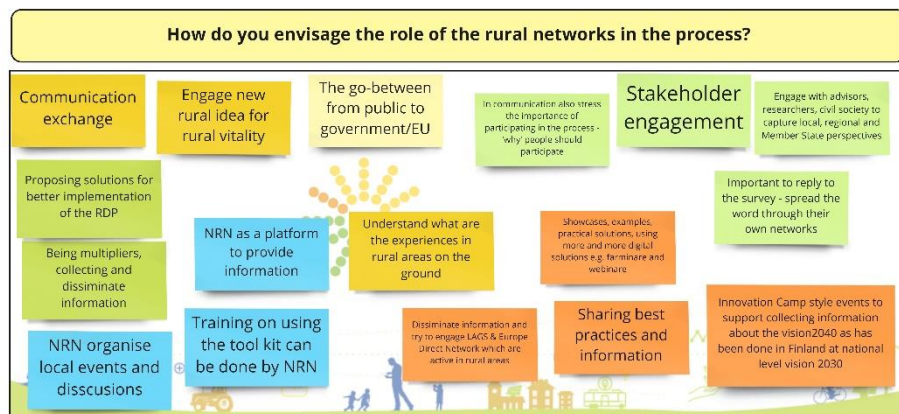 How do you envisage the role of the rural networks in the process?
Communication
exchange
Engage new
rural idea for
rural vitality
The go-between
from public to
government/EU
In communication also stress
the importance of
participating in the process -
'why' people should
participate
Stakeholder
engagement
Engage with advisors,
researchers, civil society to
capture local, regional and
Member State perspectives
Proposing solutions for
better implementation
of the RDP
NRN as a platform
to provide
information
Understand what are
the experiences in
rural areas on the
ground
Showcases, examples,
practical solutions, using
more and more digital
solutions e.g. farminare and
webinare
Important to reply to
the survey - spread the
word through their
own networks
Being multipliers,
collecting and
dissiminate
information
NRN organise
local events and
disscusions
Training on using
the tool kit can
be done by NRN
Dissiminate information and
try to engage LAGS & Europe
Direct Network which are
active in rural areas
Sharing best
practices and
information
Innovation Camp style events to
support collecting information
about the vision2040 as has
been done in Finland at national
level vision 2030